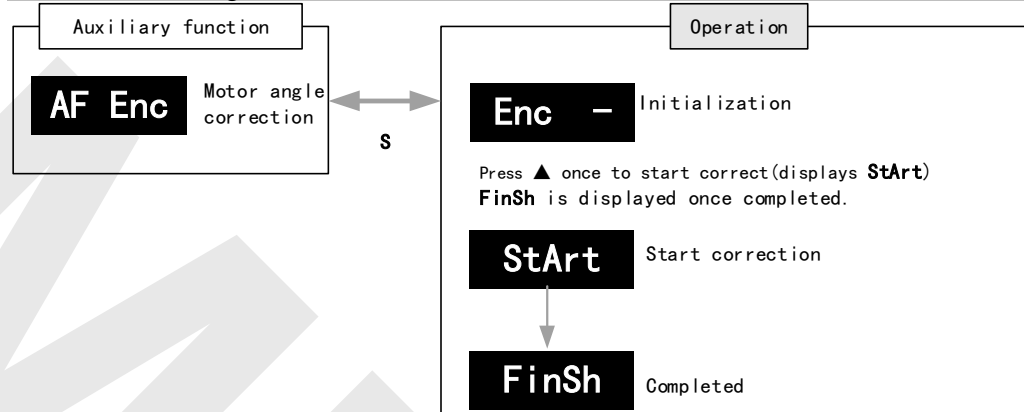 Auxiliary function
AF Enc
Motor angle
correction
S
Operation
Enc －
Initialization
Press ▲ once to start correct(displays StArt)
FinSh is displayed once completed.
StArt
Start correction
FinSh
Completed